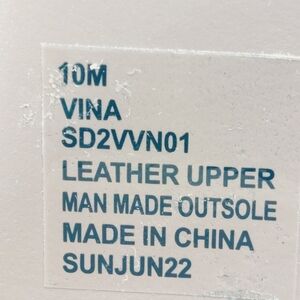 10M
VINA
SD2VVN01
LEATHER UPPER
MAN MADE OUTSOLE
MADE IN CHINA
SUNJUN22